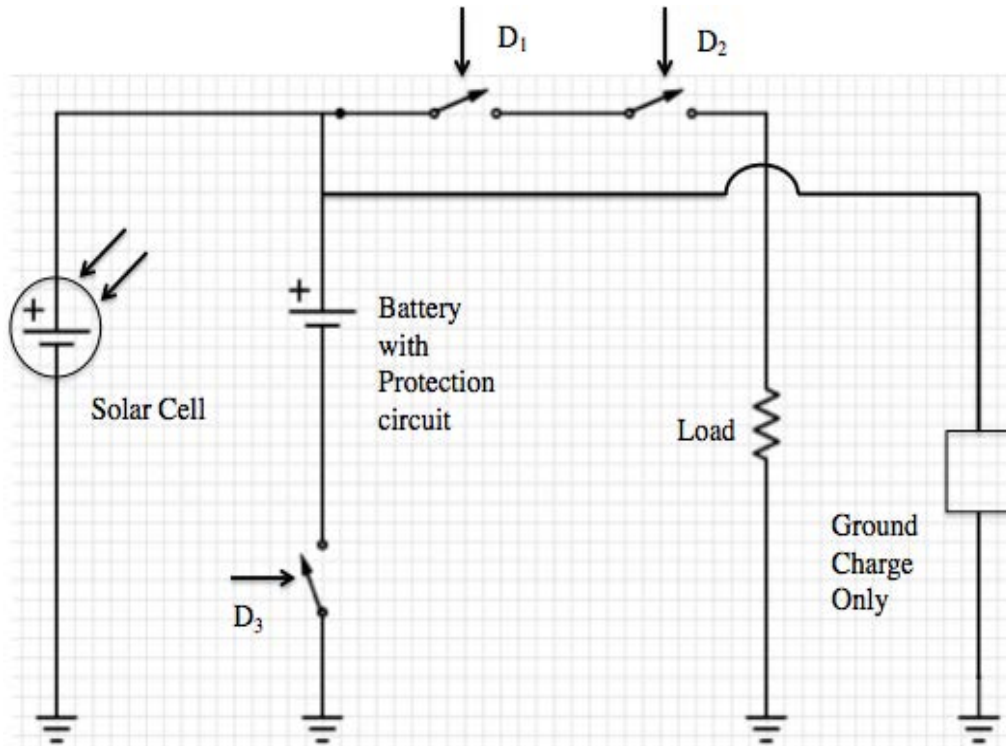 D₁
D₂
+
+
Battery
with
Protection
circuit
Solar Cell
Load
Ground
Charge
Only
D₃